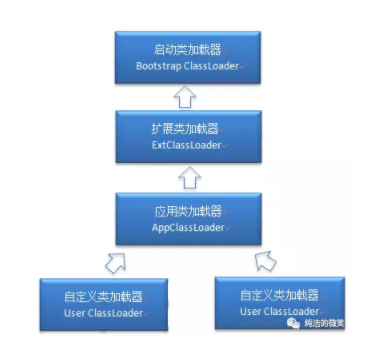 启动类加载器
Bootstrap ClassLoader
扩展类加载器
ExtClassLoader
应用类加载器
AppClassLoader
自定义类加载器
User ClassLoader
自定义类加载器
User ClassLoader
纯洁的微笑